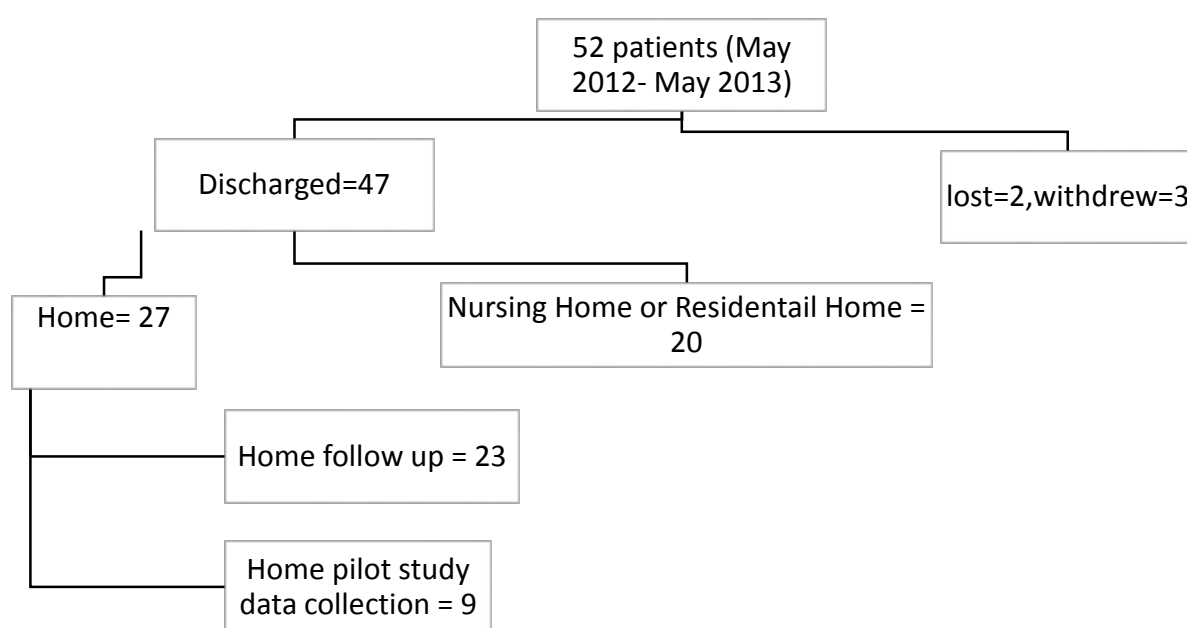 52 patients (May
2012- May 2013)
Discharged=47
lost=2,withdrew=3
Home= 27
Nursing Home or Residentail Home =
20
Home follow up = 23
Home pilot study
data collection = 9